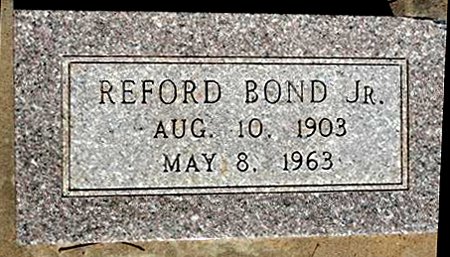 REFORD BOND JR.
AUG. 10. 1903
MAY 8. 1963